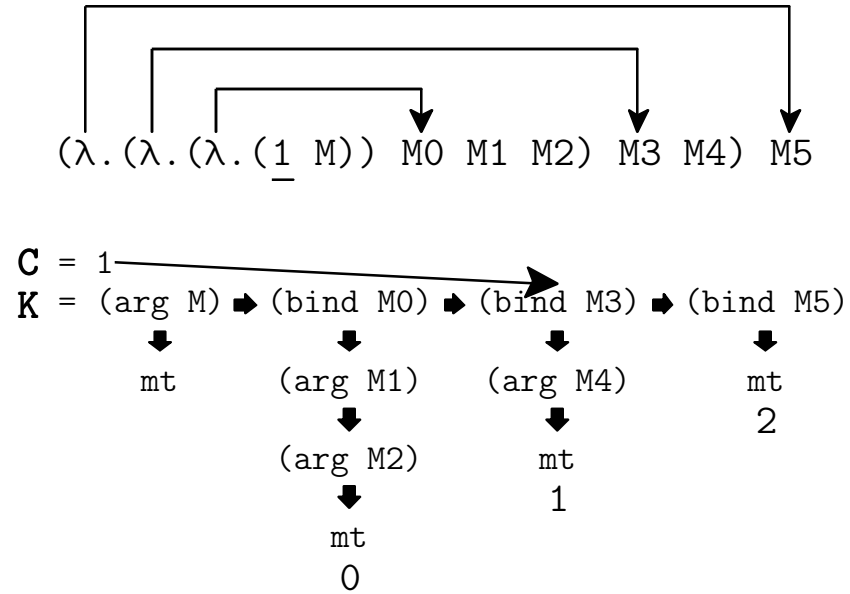 (λ.(λ.(λ.(1 M)) M0 M1 M2) M3 M4) M5
C = 1
K = (arg M) (bind M0) (bind M3) (bind M5)
mt (arg M1) (arg M4) mt
2
(arg M2) mt
1
mt
0